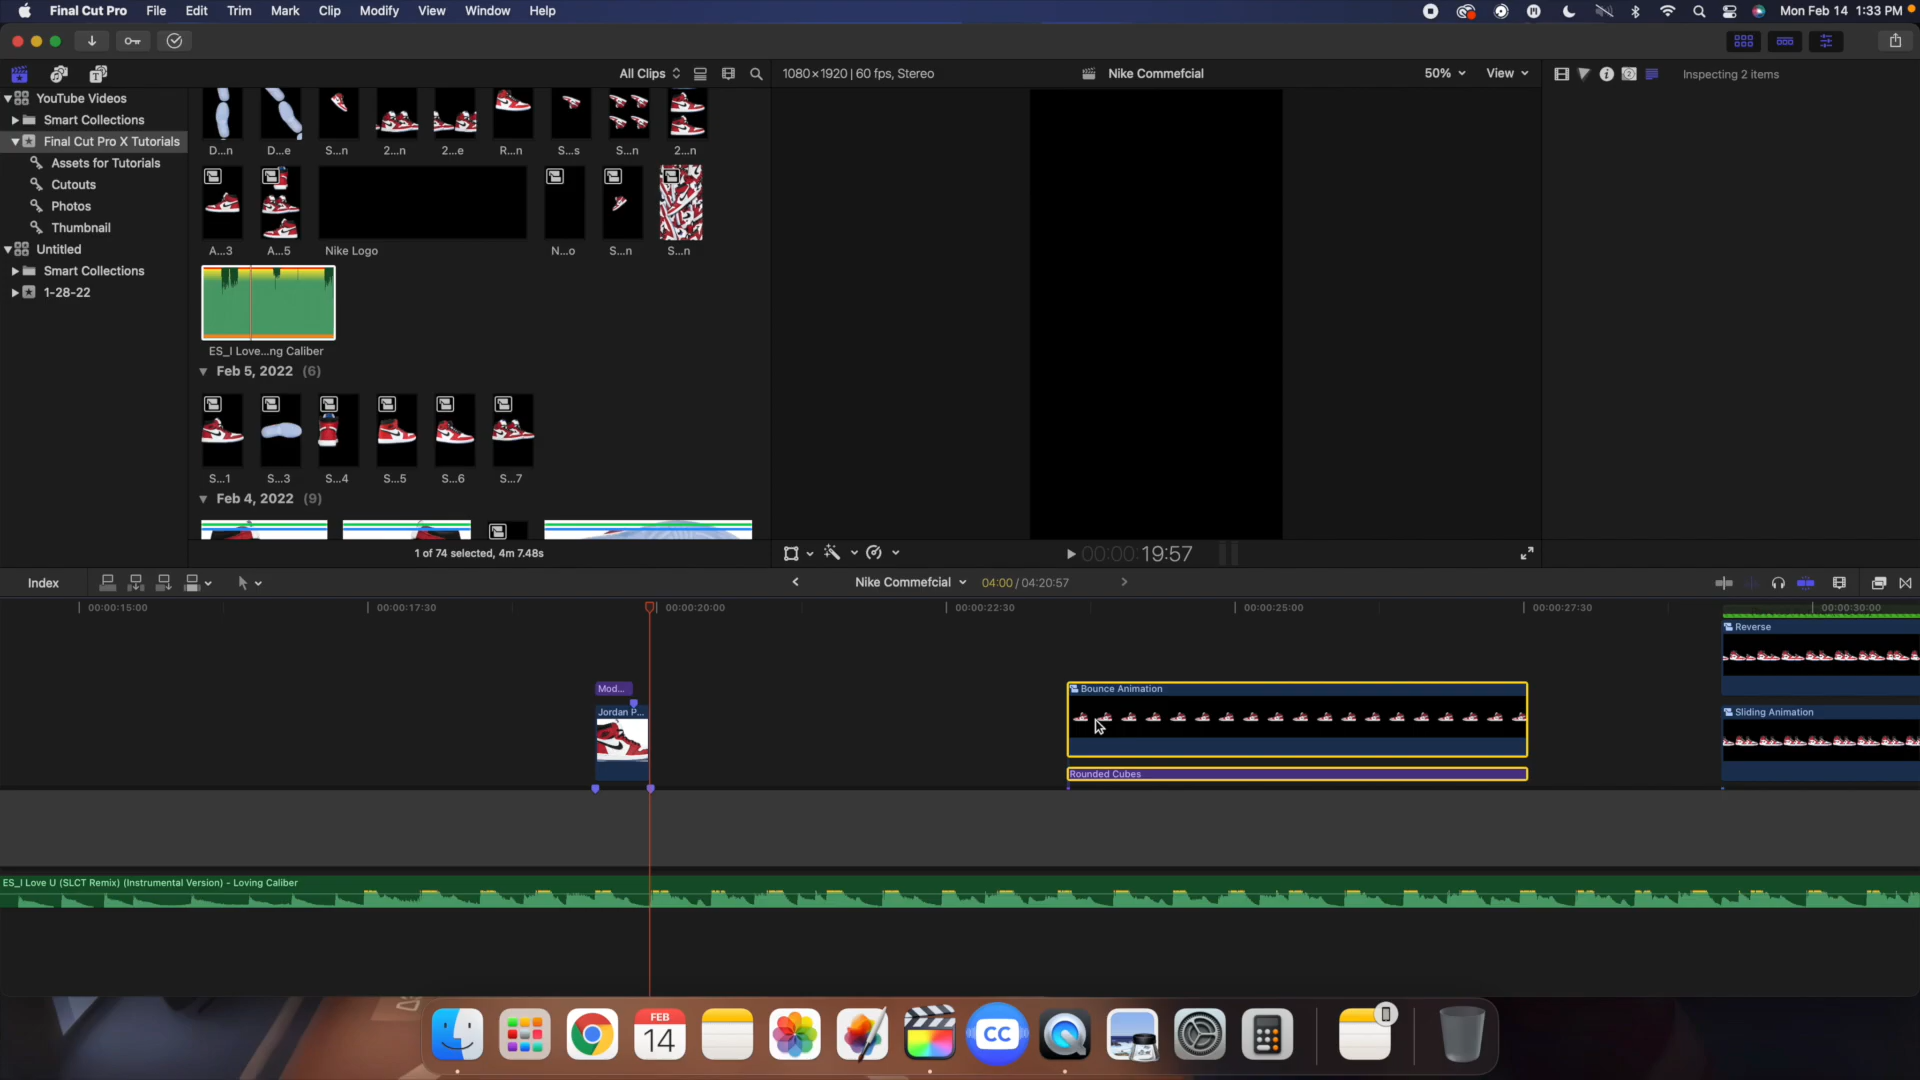 Final Cut Pro File Edit Trim Mark Clip Modify View Window Help
Mon Feb 14 1:33 PM
All Clips
1080×1920 | 60 fps, Stereo
Nike Commefcial
50%
View
Inspecting 2 items
YouTube Videos
Smart Collections
Final Cut Pro X Tutorials
Assets for Tutorials
Cutouts
Photos
Thumbnail
Untitled
Smart Collections
1-28-22
D...n D...e S...n 2...n 2...e R...n S...s S...n 2...n
A...3 A...5 Nike Logo N...o S...n S...n
ES_I Love...ng Caliber
Feb 5, 2022 (6)
S...1 S...3 S...4 S...5 S...6 S...7
Feb 4, 2022 (9)
1 of 74 selected, 4m 7.48s
00:00:19:57
Index
Nike Commefcial
04:00 / 04:20:57
00:00:15:00
00:00:17:30
00:00:20:00
00:00:22:30
00:00:25:00
00:00:27:30
00:00:30:00
Reverse
Mod...
Bounce Animation
Jordan P...
Sliding Animation
Rounded Cubes
ES_I Love U (SLCT Remix) (Instrumental Version) - Loving Caliber
FEB
14
CC